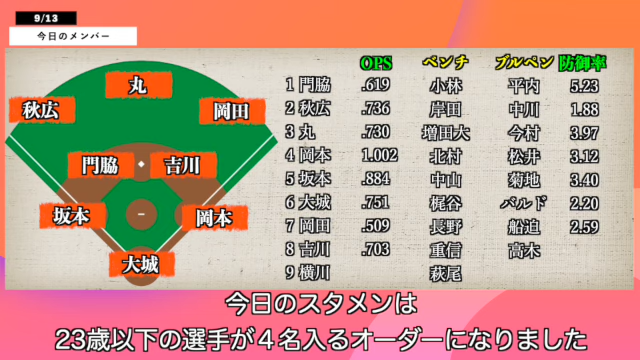 9/13
今日のメンバー
丸
秋広
岡田
門脇
吉川
坂本
岡本
大城
OPS ベンチ ブルペン 防御率
1 門脇 .619 小林 平内 5.23
2 秋広 .736 岸田 中川 1.88
3 丸 .730 増田大 今村 3.97
4 岡本 1.002 北村 松井 3.12
5 坂本 .884 中山 菊地 3.40
6 大城 .751 梶谷 バルド 2.20
7 岡田 .509 長野 船迫 2.59
8 吉川 .703 重信 高木
9 横川 萩尾
今日のスタメンは
23歳以下の選手が4名入るオーダーになりました